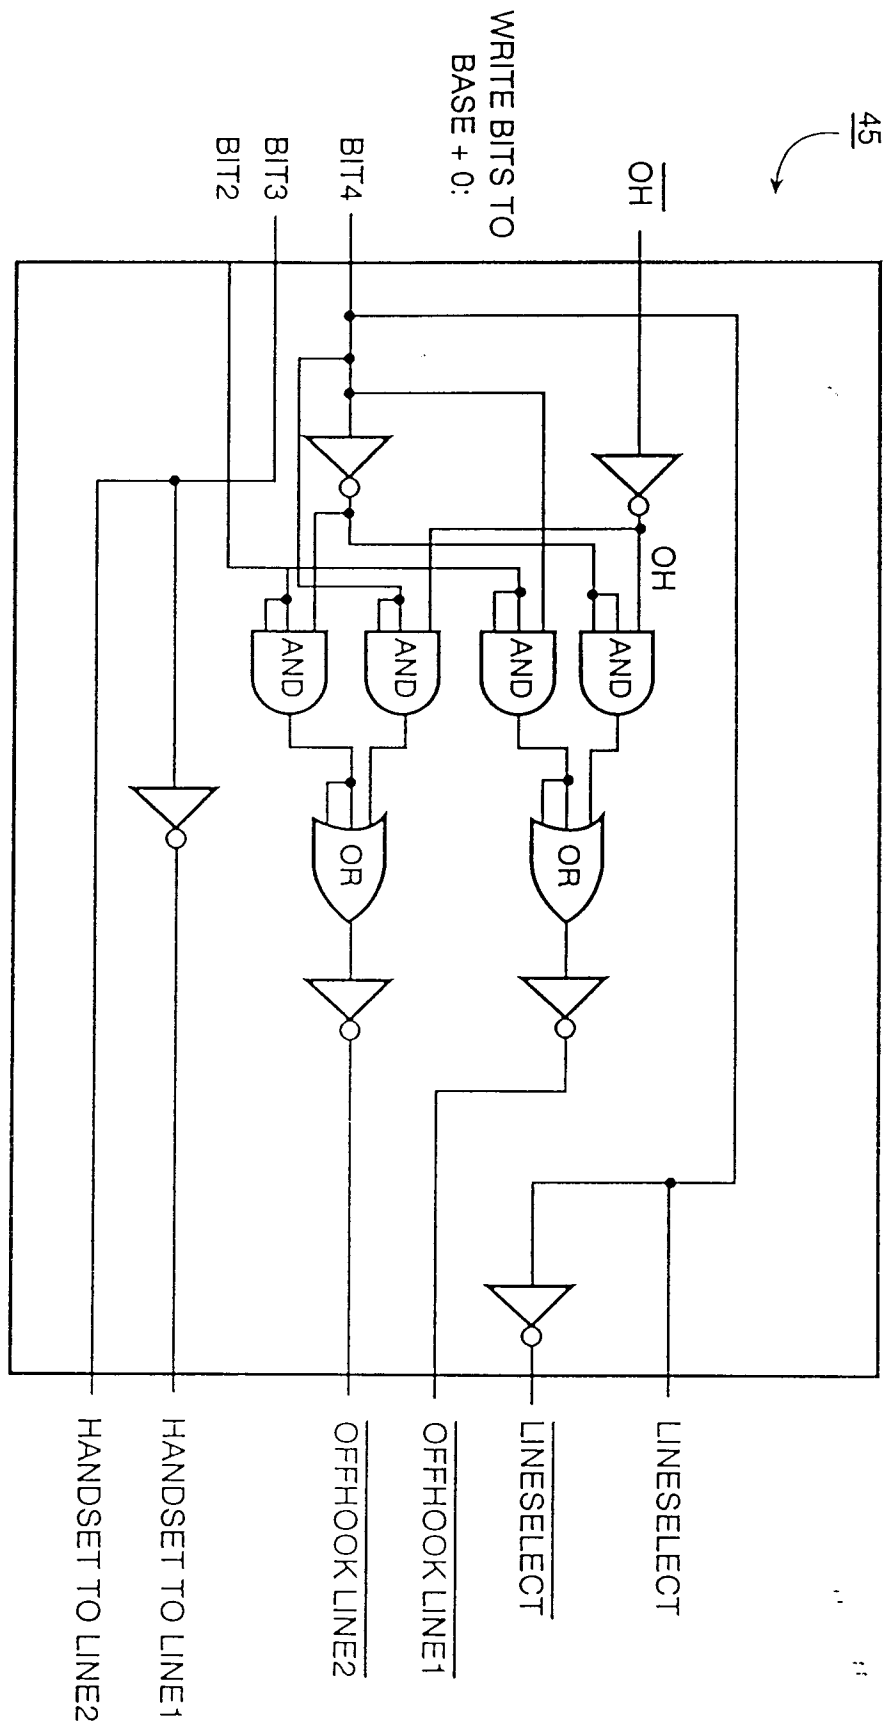 45
OH
WRITE BITS TO
BASE + 0:
BIT4
BIT3
BIT2
OH
AND
AND
AND
AND
OR
OR
LINESELECT
LINESELECT
OFFHOOK LINE1
OFFHOOK LINE2
HANDSET TO LINE1
HANDSET TO LINE2